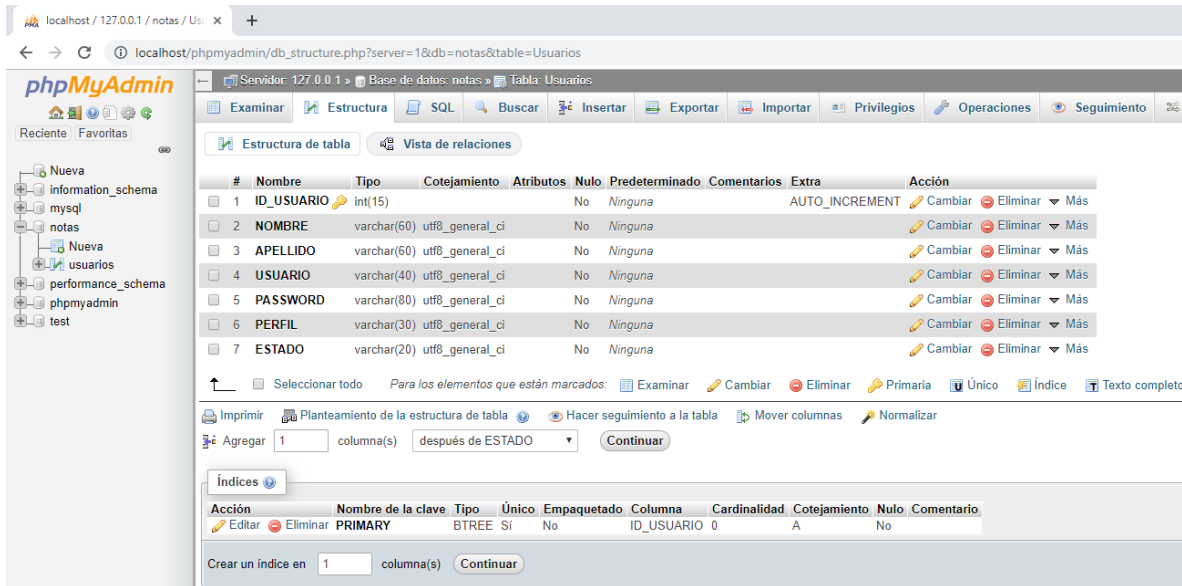 localhost / 127.0.0.1 / notas / Us
localhost/phpmyadmin/db_structure.php?server=1&db=notas&table=Usuarios
phpMyAdmin
Reciente Favoritas
Nueva
information_schema
mysql
notas
Nueva
usuarios
performance_schema
phpmyadmin
test
Servidor: 127.0.0.1 » Base de datos: notas » Tabla: Usuarios
Examinar Estructura SQL Buscar Insertar Exportar Importar Privilegios Operaciones Seguimiento
Estructura de tabla Vista de relaciones
# Nombre Tipo Cotejamiento Atributos Nulo Predeterminado Comentarios Extra Acción
1 ID_USUARIO int(15) No Ninguna AUTO_INCREMENT Cambiar Eliminar Más
2 NOMBRE varchar(60) utf8_general_ci No Ninguna Cambiar Eliminar Más
3 APELLIDO varchar(60) utf8_general_ci No Ninguna Cambiar Eliminar Más
4 USUARIO varchar(40) utf8_general_ci No Ninguna Cambiar Eliminar Más
5 PASSWORD varchar(80) utf8_general_ci No Ninguna Cambiar Eliminar Más
6 PERFIL varchar(30) utf8_general_ci No Ninguna Cambiar Eliminar Más
7 ESTADO varchar(20) utf8_general_ci No Ninguna Cambiar Eliminar Más
Seleccionar todo Para los elementos que están marcados: Examinar Cambiar Eliminar Primaria Único Índice Texto completo
Imprimir Planteamiento de la estructura de tabla Hacer seguimiento a la tabla Mover columnas Normalizar
Agregar 1 columna(s) después de ESTADO Continuar
Índices
Acción Nombre de la clave Tipo Único Empaquetado Columna Cardinalidad Cotejamiento Nulo Comentario
Editar Eliminar PRIMARY BTREE Sí No ID_USUARIO 0 A No
Crear un índice en 1 columna(s) Continuar